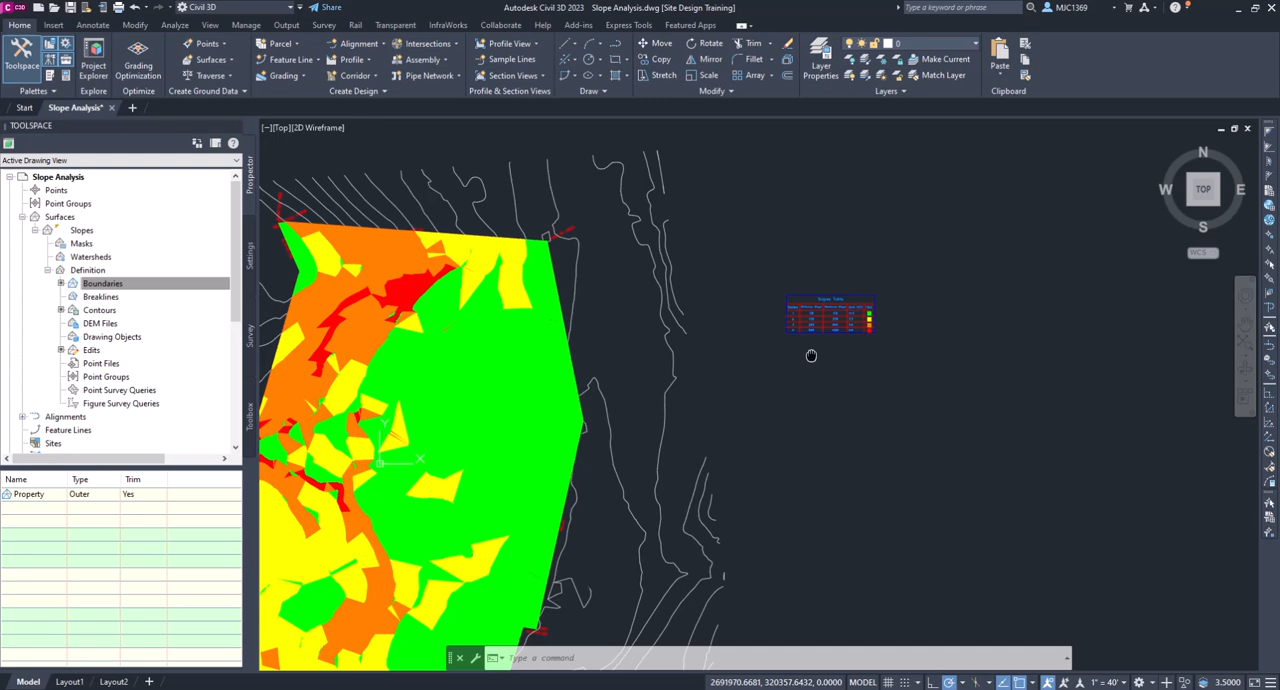 C3D Civil 3D Share Autodesk Civil 3D 2023 Slope Analysis.dwg [Site Design Training] Type a keyword or phrase MJC1369
Home Insert Annotate Modify Analyze View Manage Output Survey Rail Transparent InfraWorks Collaborate Help Add-ins Express Tools Featured Apps
Toolspace
Palettes
Project
Explorer
Explore
Grading
Optimization
Optimize
Points
Surfaces
Traverse
Create Ground Data
Parcel
Feature Line
Grading
Alignment
Profile
Corridor
Intersections
Assembly
Pipe Network
Create Design
Profile View
Sample Lines
Section Views
Profile & Section Views
Draw
Move
Copy
Stretch
Rotate
Mirror
Scale
Trim
Fillet
Array
Modify
Layer
Properties
0
Make Current
Match Layer
Layers
Paste
Clipboard
Start Slope Analysis*
TOOLSPACE
Active Drawing View
Slope Analysis
Points
Point Groups
Surfaces
Slopes
Masks
Watersheds
Definition
Boundaries
Breaklines
Contours
DEM Files
Drawing Objects
Edits
Point Files
Point Groups
Point Survey Queries
Figure Survey Queries
Alignments
Feature Lines
Sites
Prospector
Settings
Survey
Toolbox
Name Type Trim
Property Outer Yes
[−][Top][2D Wireframe]
Slopes Table
Y
X
N
W TOP E
S
WCS
Type a command
Model Layout1 Layout2
2691970.6681, 320357.6432, 0.0000 MODEL 1" = 40' 3.5000